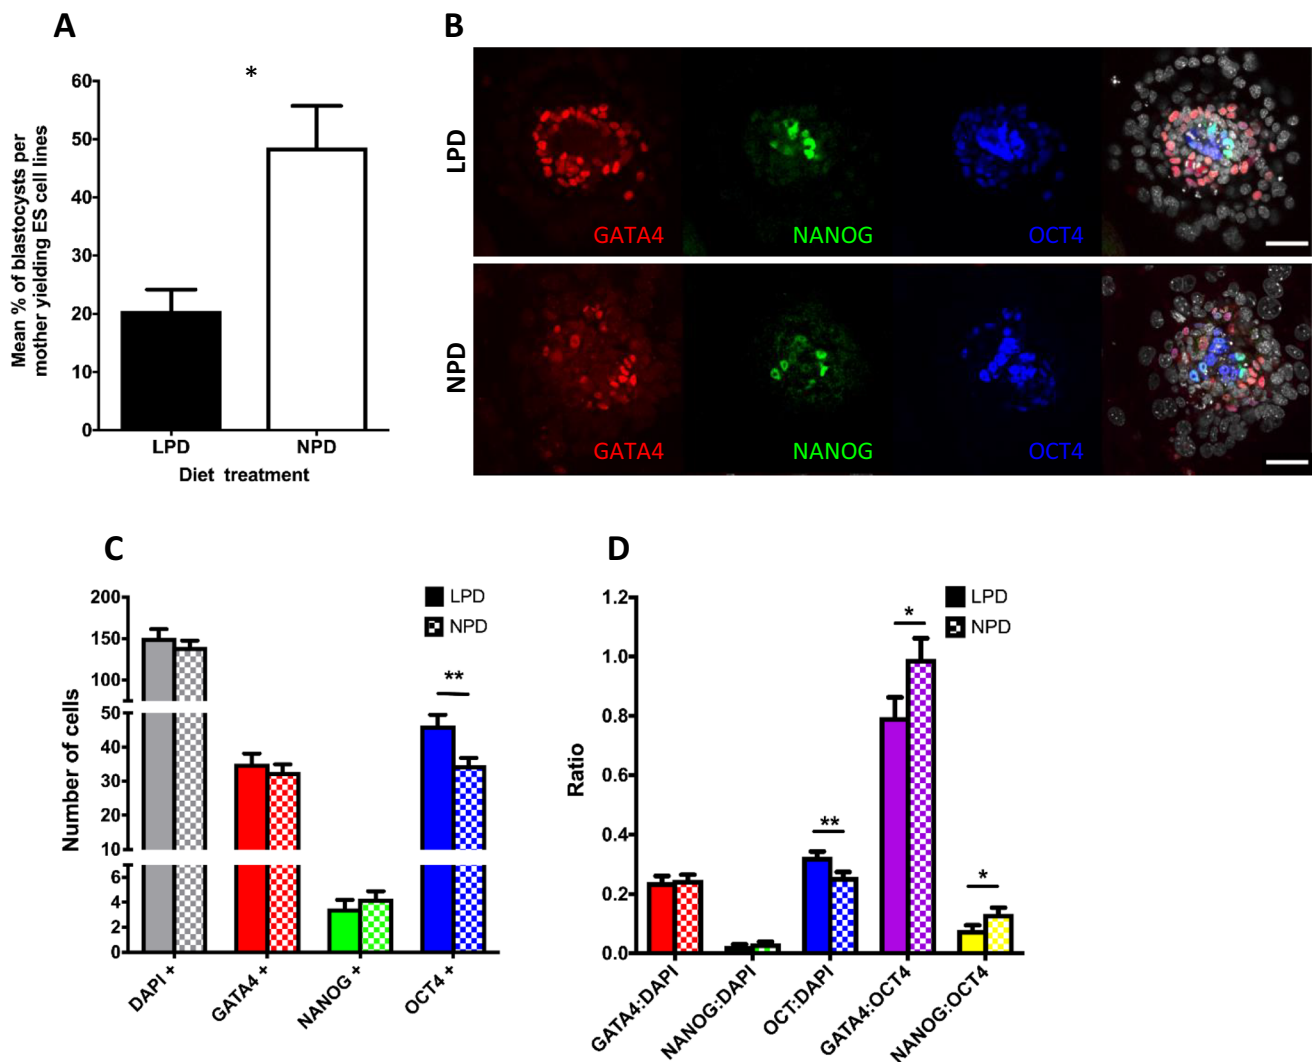 A
60
50
40
30
20
10
0
Mean % of blastocysts per
mother yielding ES cell lines
*
LPD
NPD
Diet treatment
B
LPD
GATA4
NANOG
OCT4
NPD
GATA4
NANOG
OCT4
C
200
150
100
50
40
30
20
10
6
4
2
0
Number of cells
LPD
NPD
**
DAPI +
GATA4 +
NANOG +
OCT4 +
D
1.2
1.0
0.8
0.6
0.4
0.2
0.0
Ratio
LPD
NPD
**
*
*
GATA4:DAPI
NANOG:DAPI
OCT:DAPI
GATA4:OCT4
NANOG:OCT4